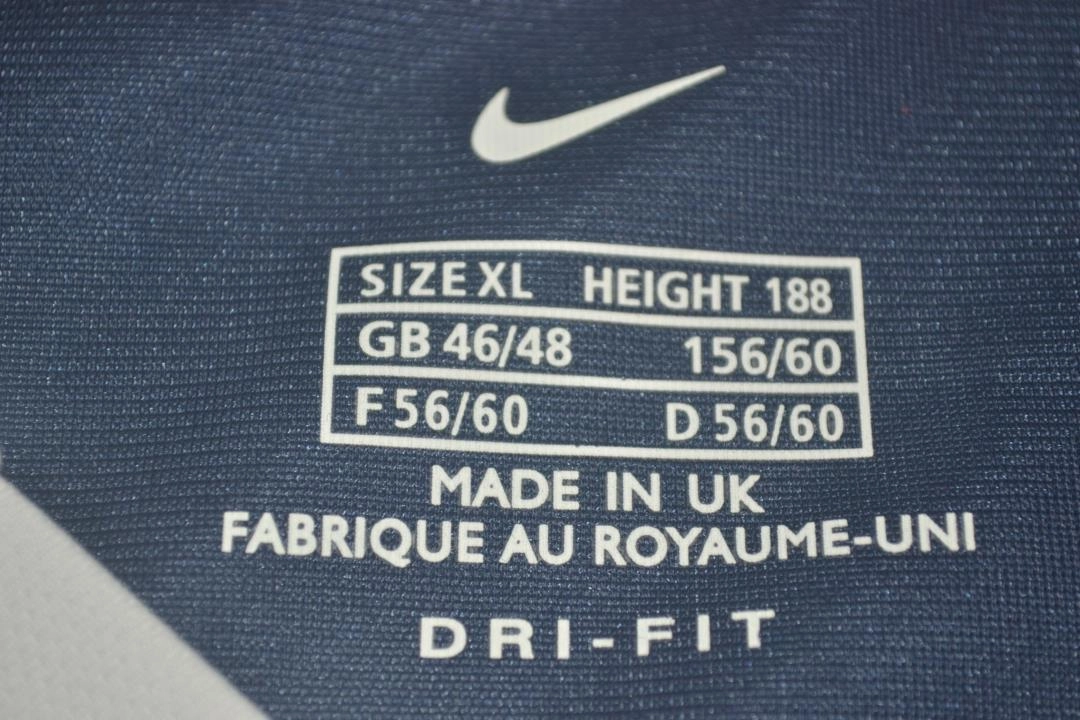 SIZE XL HEIGHT 188
GB 46/48 156/60
F 56/60 D 56/60
MADE IN UK
FABRIQUE AU ROYAUME-UNI
DRI-FIT